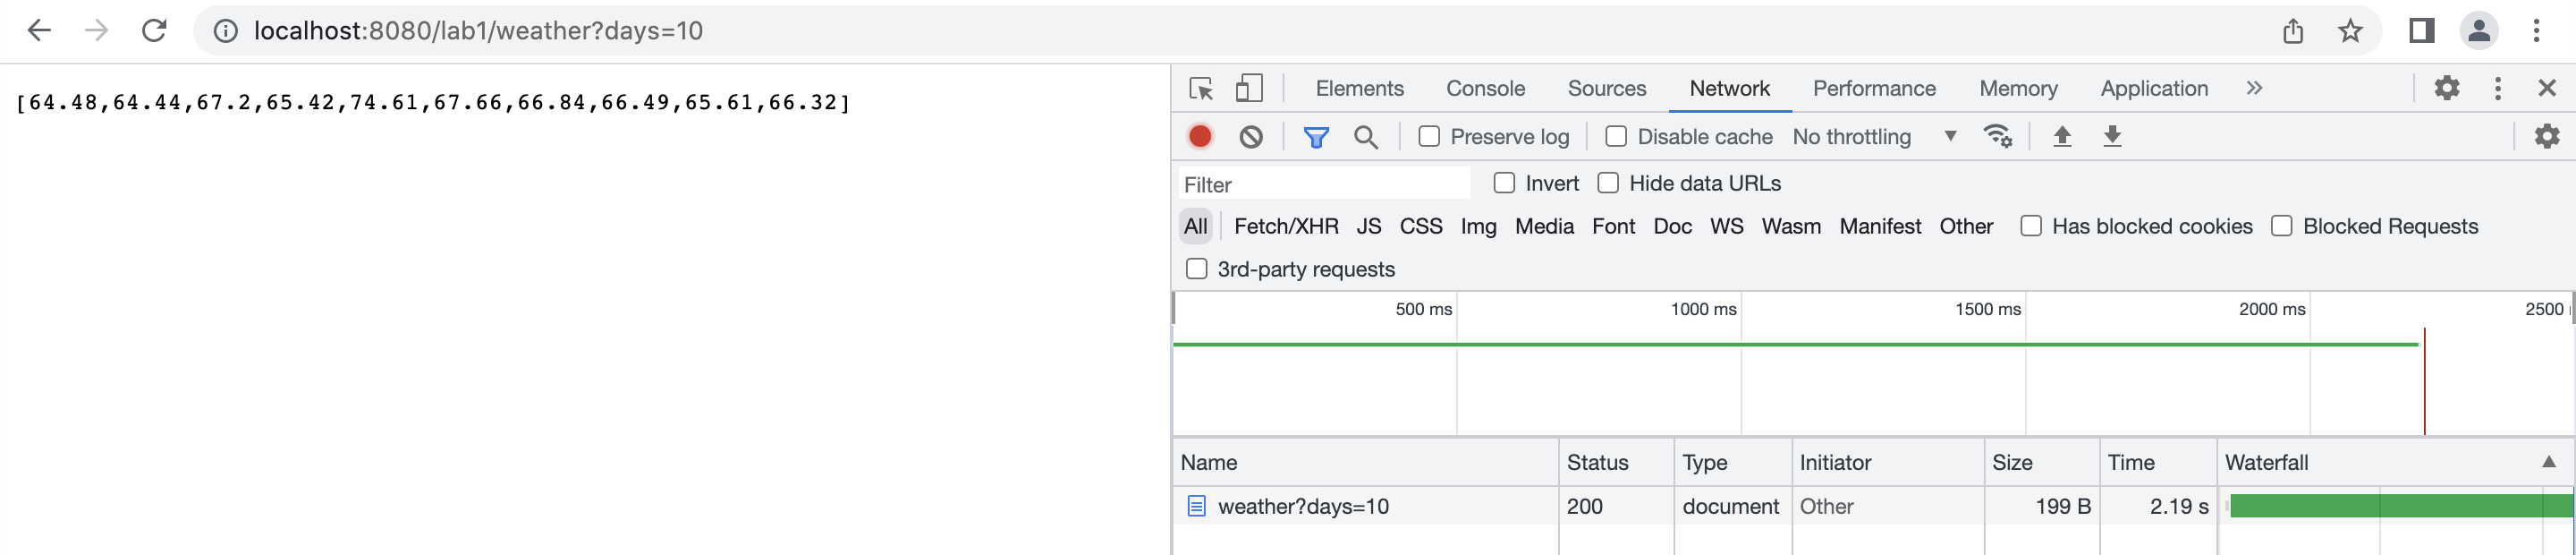 localhost:8080/lab1/weather?days=10
[64.48,64.44,67.2,65.42,74.61,67.66,66.84,66.49,65.61,66.32]
Elements Console Sources Network Performance Memory Application
Preserve log Disable cache No throttling
Filter Invert Hide data URLs
All Fetch/XHR JS CSS Img Media Font Doc WS Wasm Manifest Other Has blocked cookies Blocked Requests
3rd-party requests
500 ms 1000 ms 1500 ms 2000 ms 2500
Name Status Type Initiator Size Time Waterfall
weather?days=10 200 document Other 199 B 2.19 s